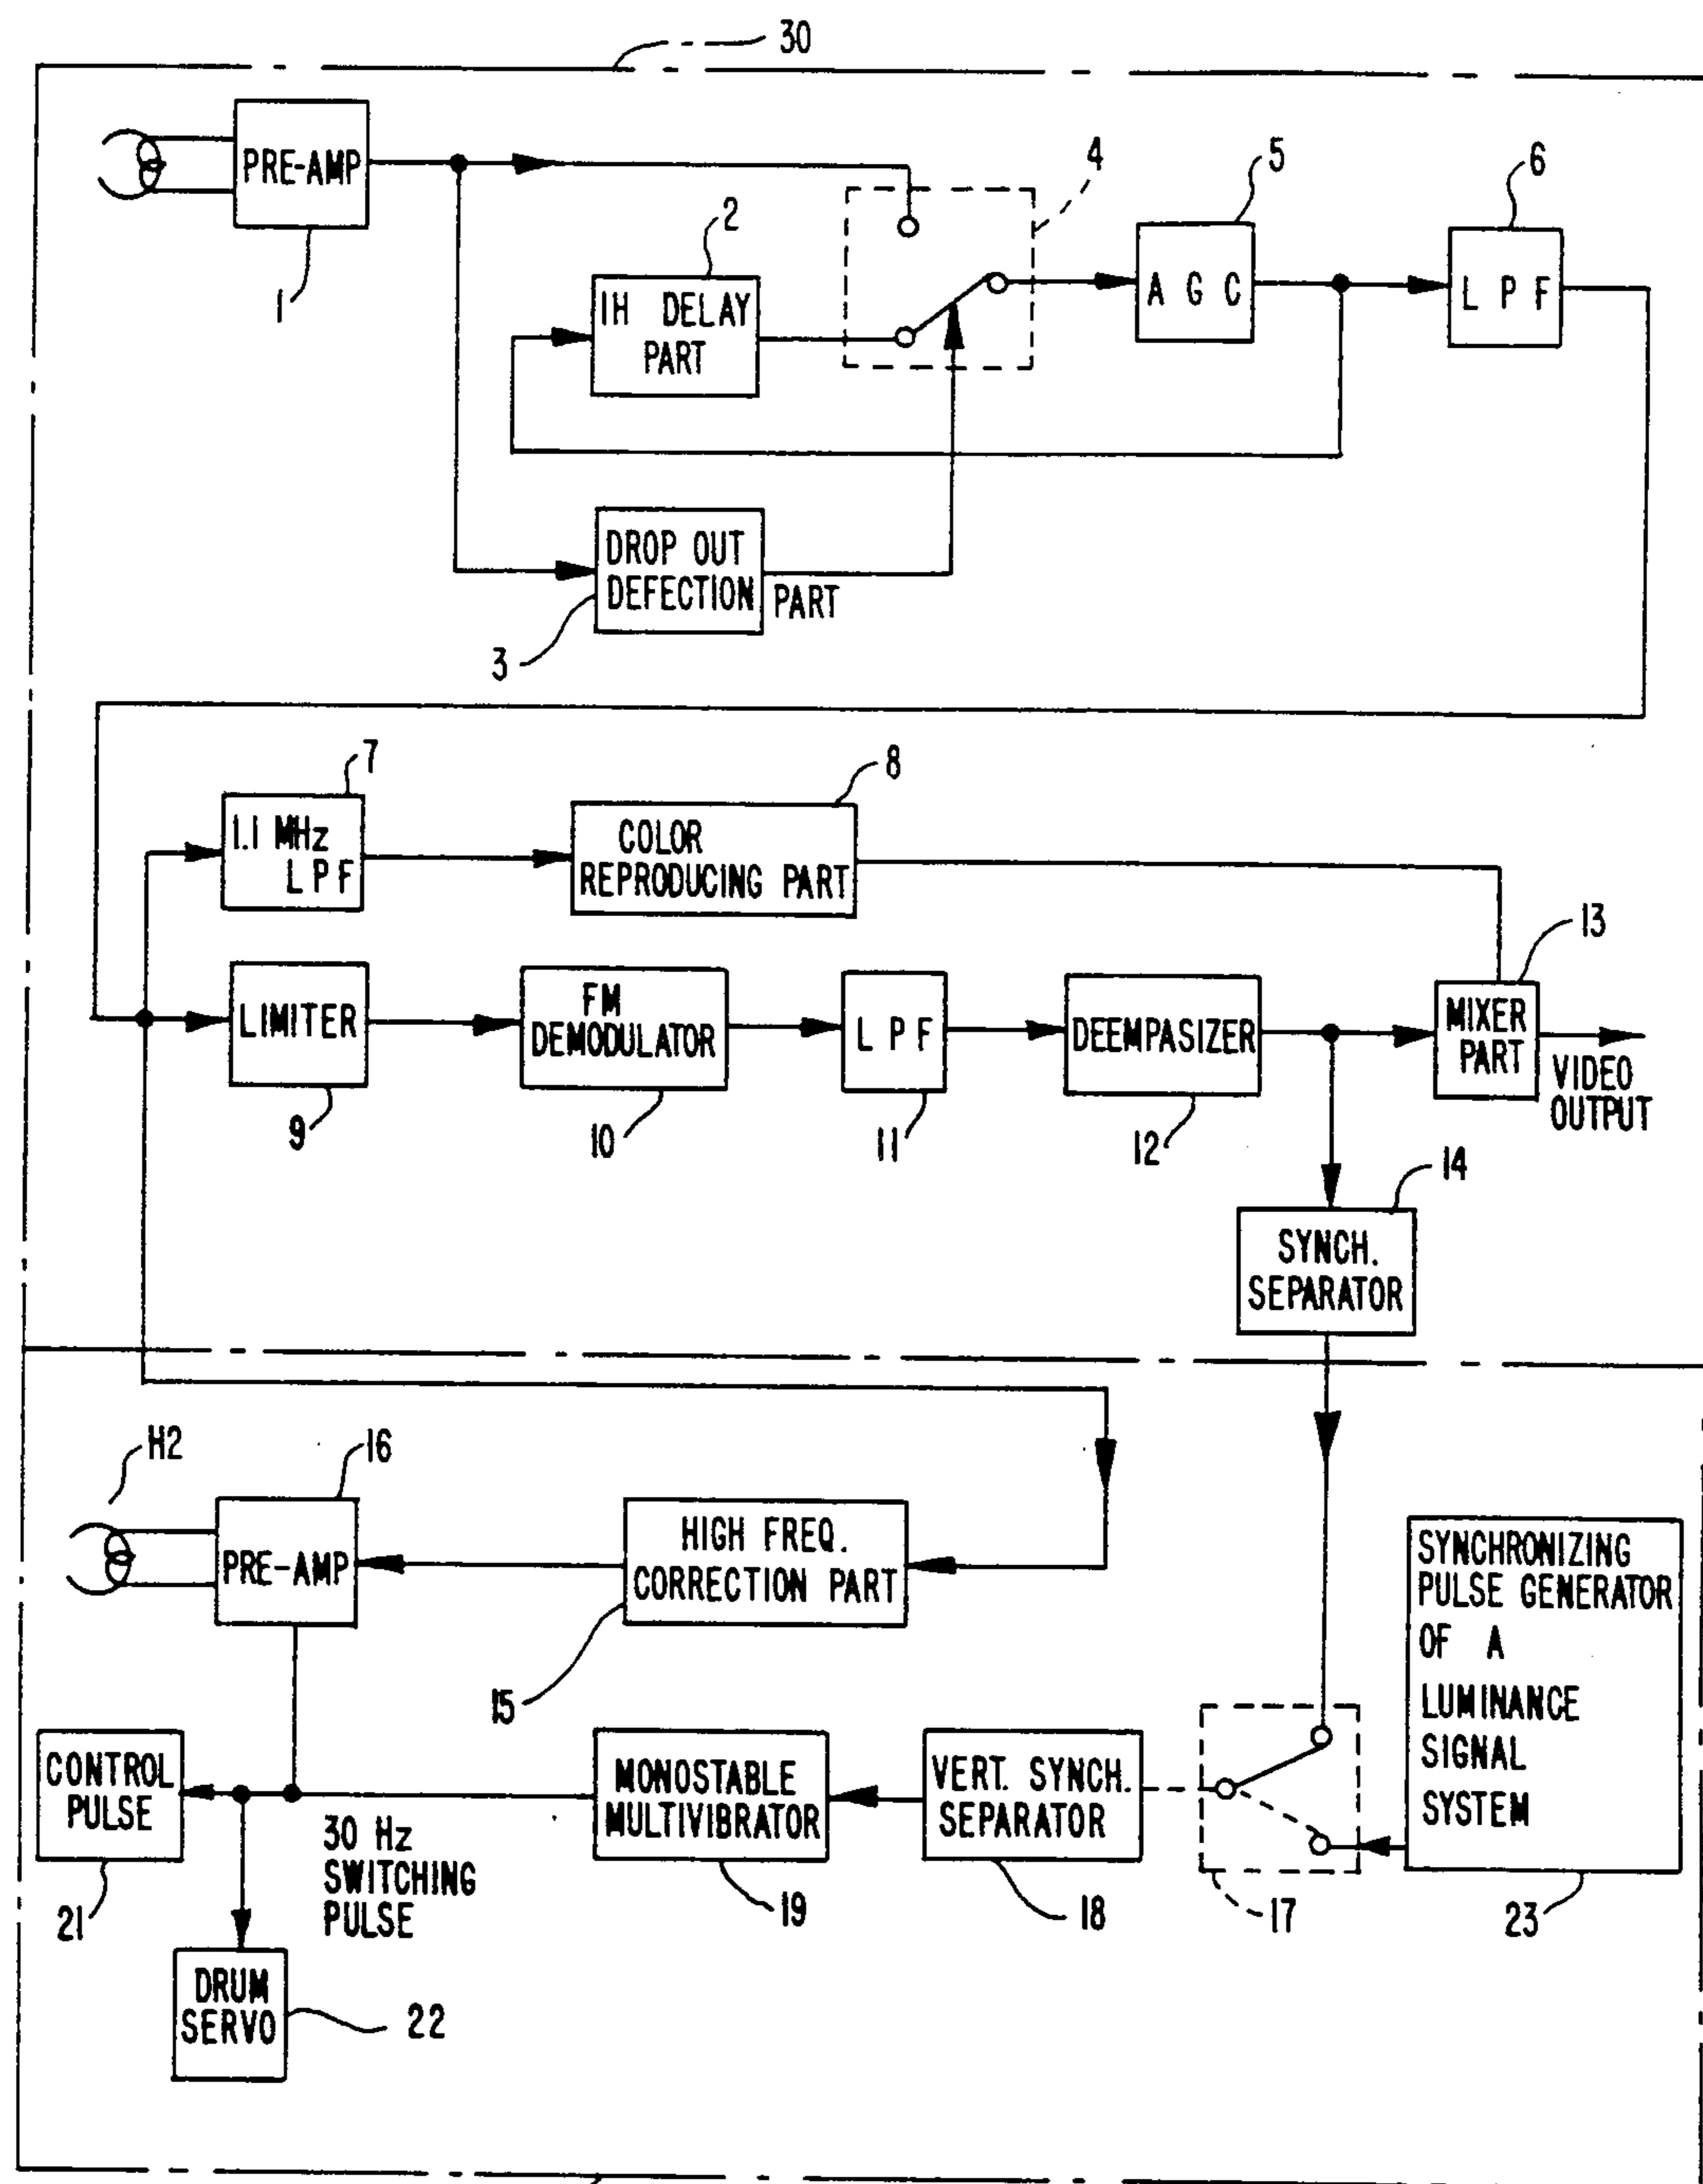 30
PRE-AMP
1
2
1H DELAY
PART
4
5
A G C
6
L P F
DROP OUT
DEFECTION
PART
3
7
1.1 MHz
L P F
8
COLOR
REPRODUCING PART
LIMITER
9
FM
DEMODULATOR
10
L P F
11
DEEMPASIZER
12
13
MIXER
PART
VIDEO
OUTPUT
14
SYNCH.
SEPARATOR
H2
16
PRE-AMP
HIGH FREQ.
CORRECTION PART
15
SYNCHRONIZING
PULSE GENERATOR
OF A
LUMINANCE
SIGNAL
SYSTEM
23
17
VERT. SYNCH.
SEPARATOR
18
MONOSTABLE
MULTIVIBRATOR
19
30 Hz
SWITCHING
PULSE
CONTROL
PULSE
21
DRUM
SERVO
22